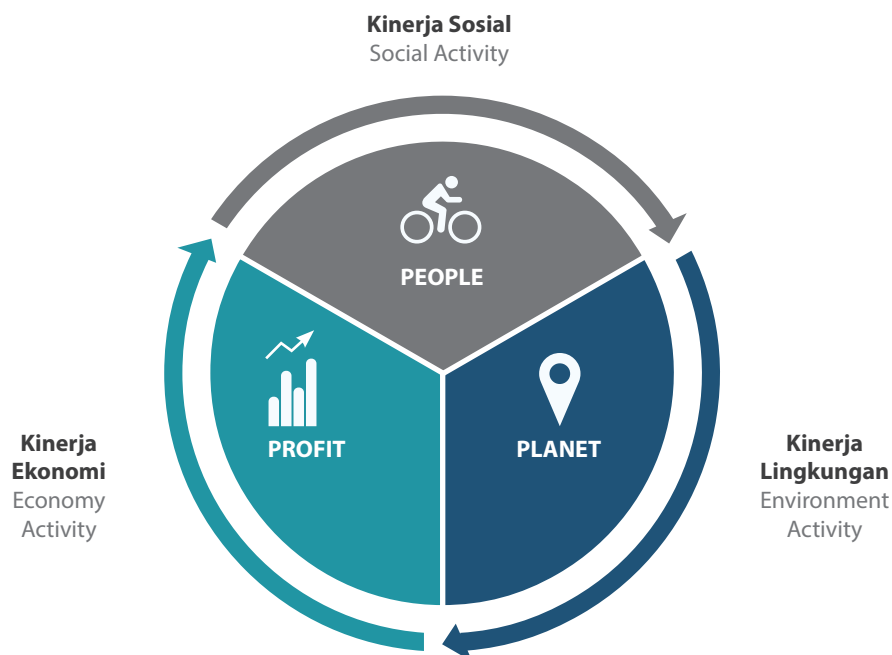 Kinerja Sosial
Social Activity
PEOPLE
PROFIT
PLANET
Kinerja
Ekonomi
Economy
Activity
Kinerja
Lingkungan
Environment
Activity